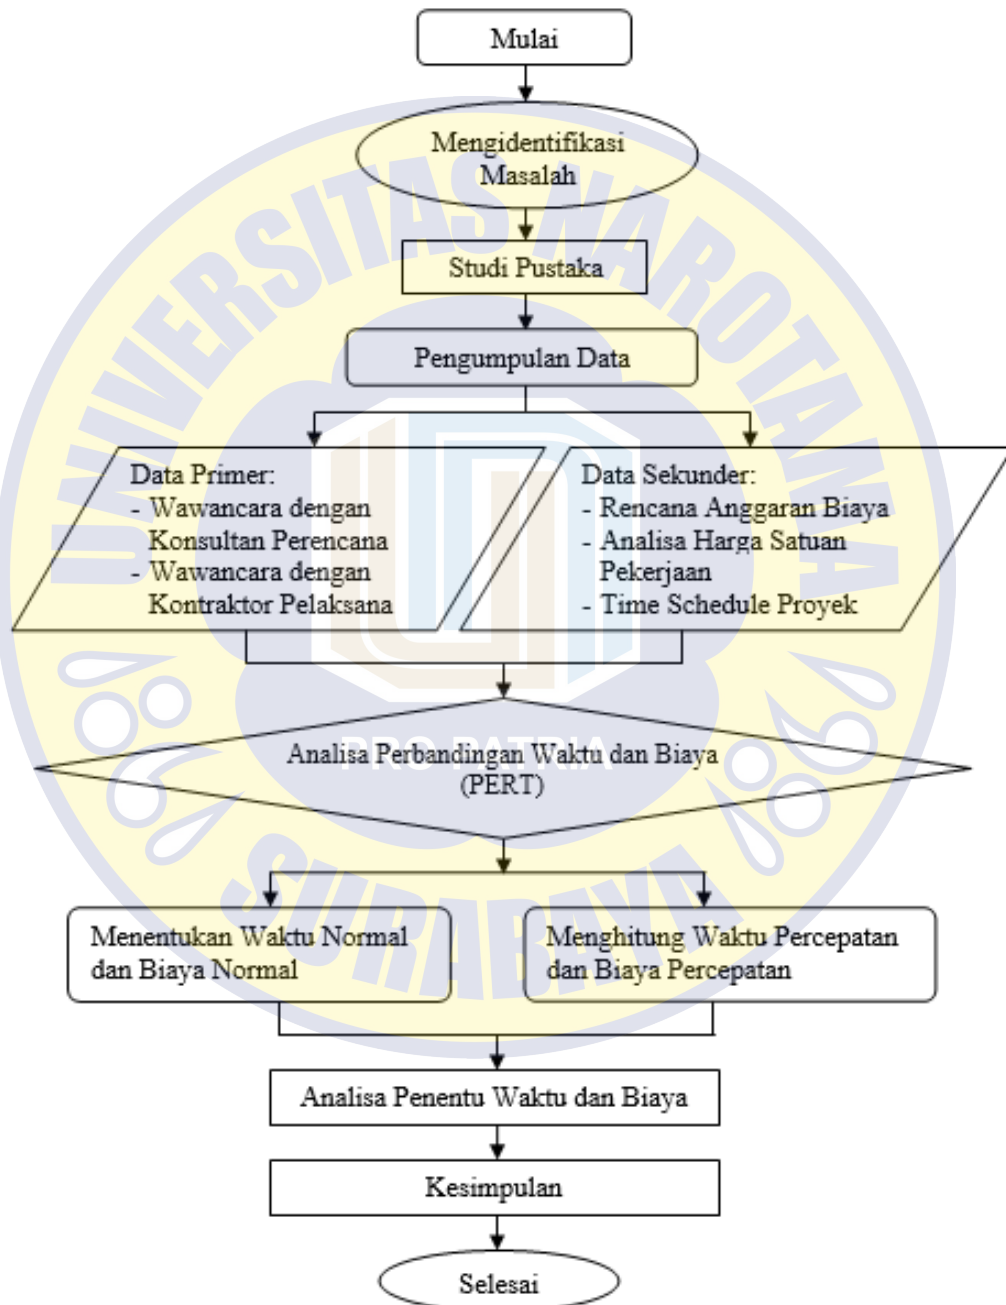 Mulai
Mengidentifikasi
Masalah
Studi Pustaka
Pengumpulan Data
Data Primer:
- Wawancara dengan
Konsultan Perencana
- Wawancara dengan
Kontraktor Pelaksana
Data Sekunder:
- Rencana Anggaran Biaya
- Analisa Harga Satuan
Pekerjaan
- Time Schedule Proyek
Analisa Perbandingan Waktu dan Biaya
(PERT)
Menentukan Waktu Normal
dan Biaya Normal
Menghitung Waktu Percepatan
dan Biaya Percepatan
Analisa Penentu Waktu dan Biaya
Kesimpulan
Selesai
UNIVERSITAS NAROTAMA
PRO PATRIA
SURABAYA